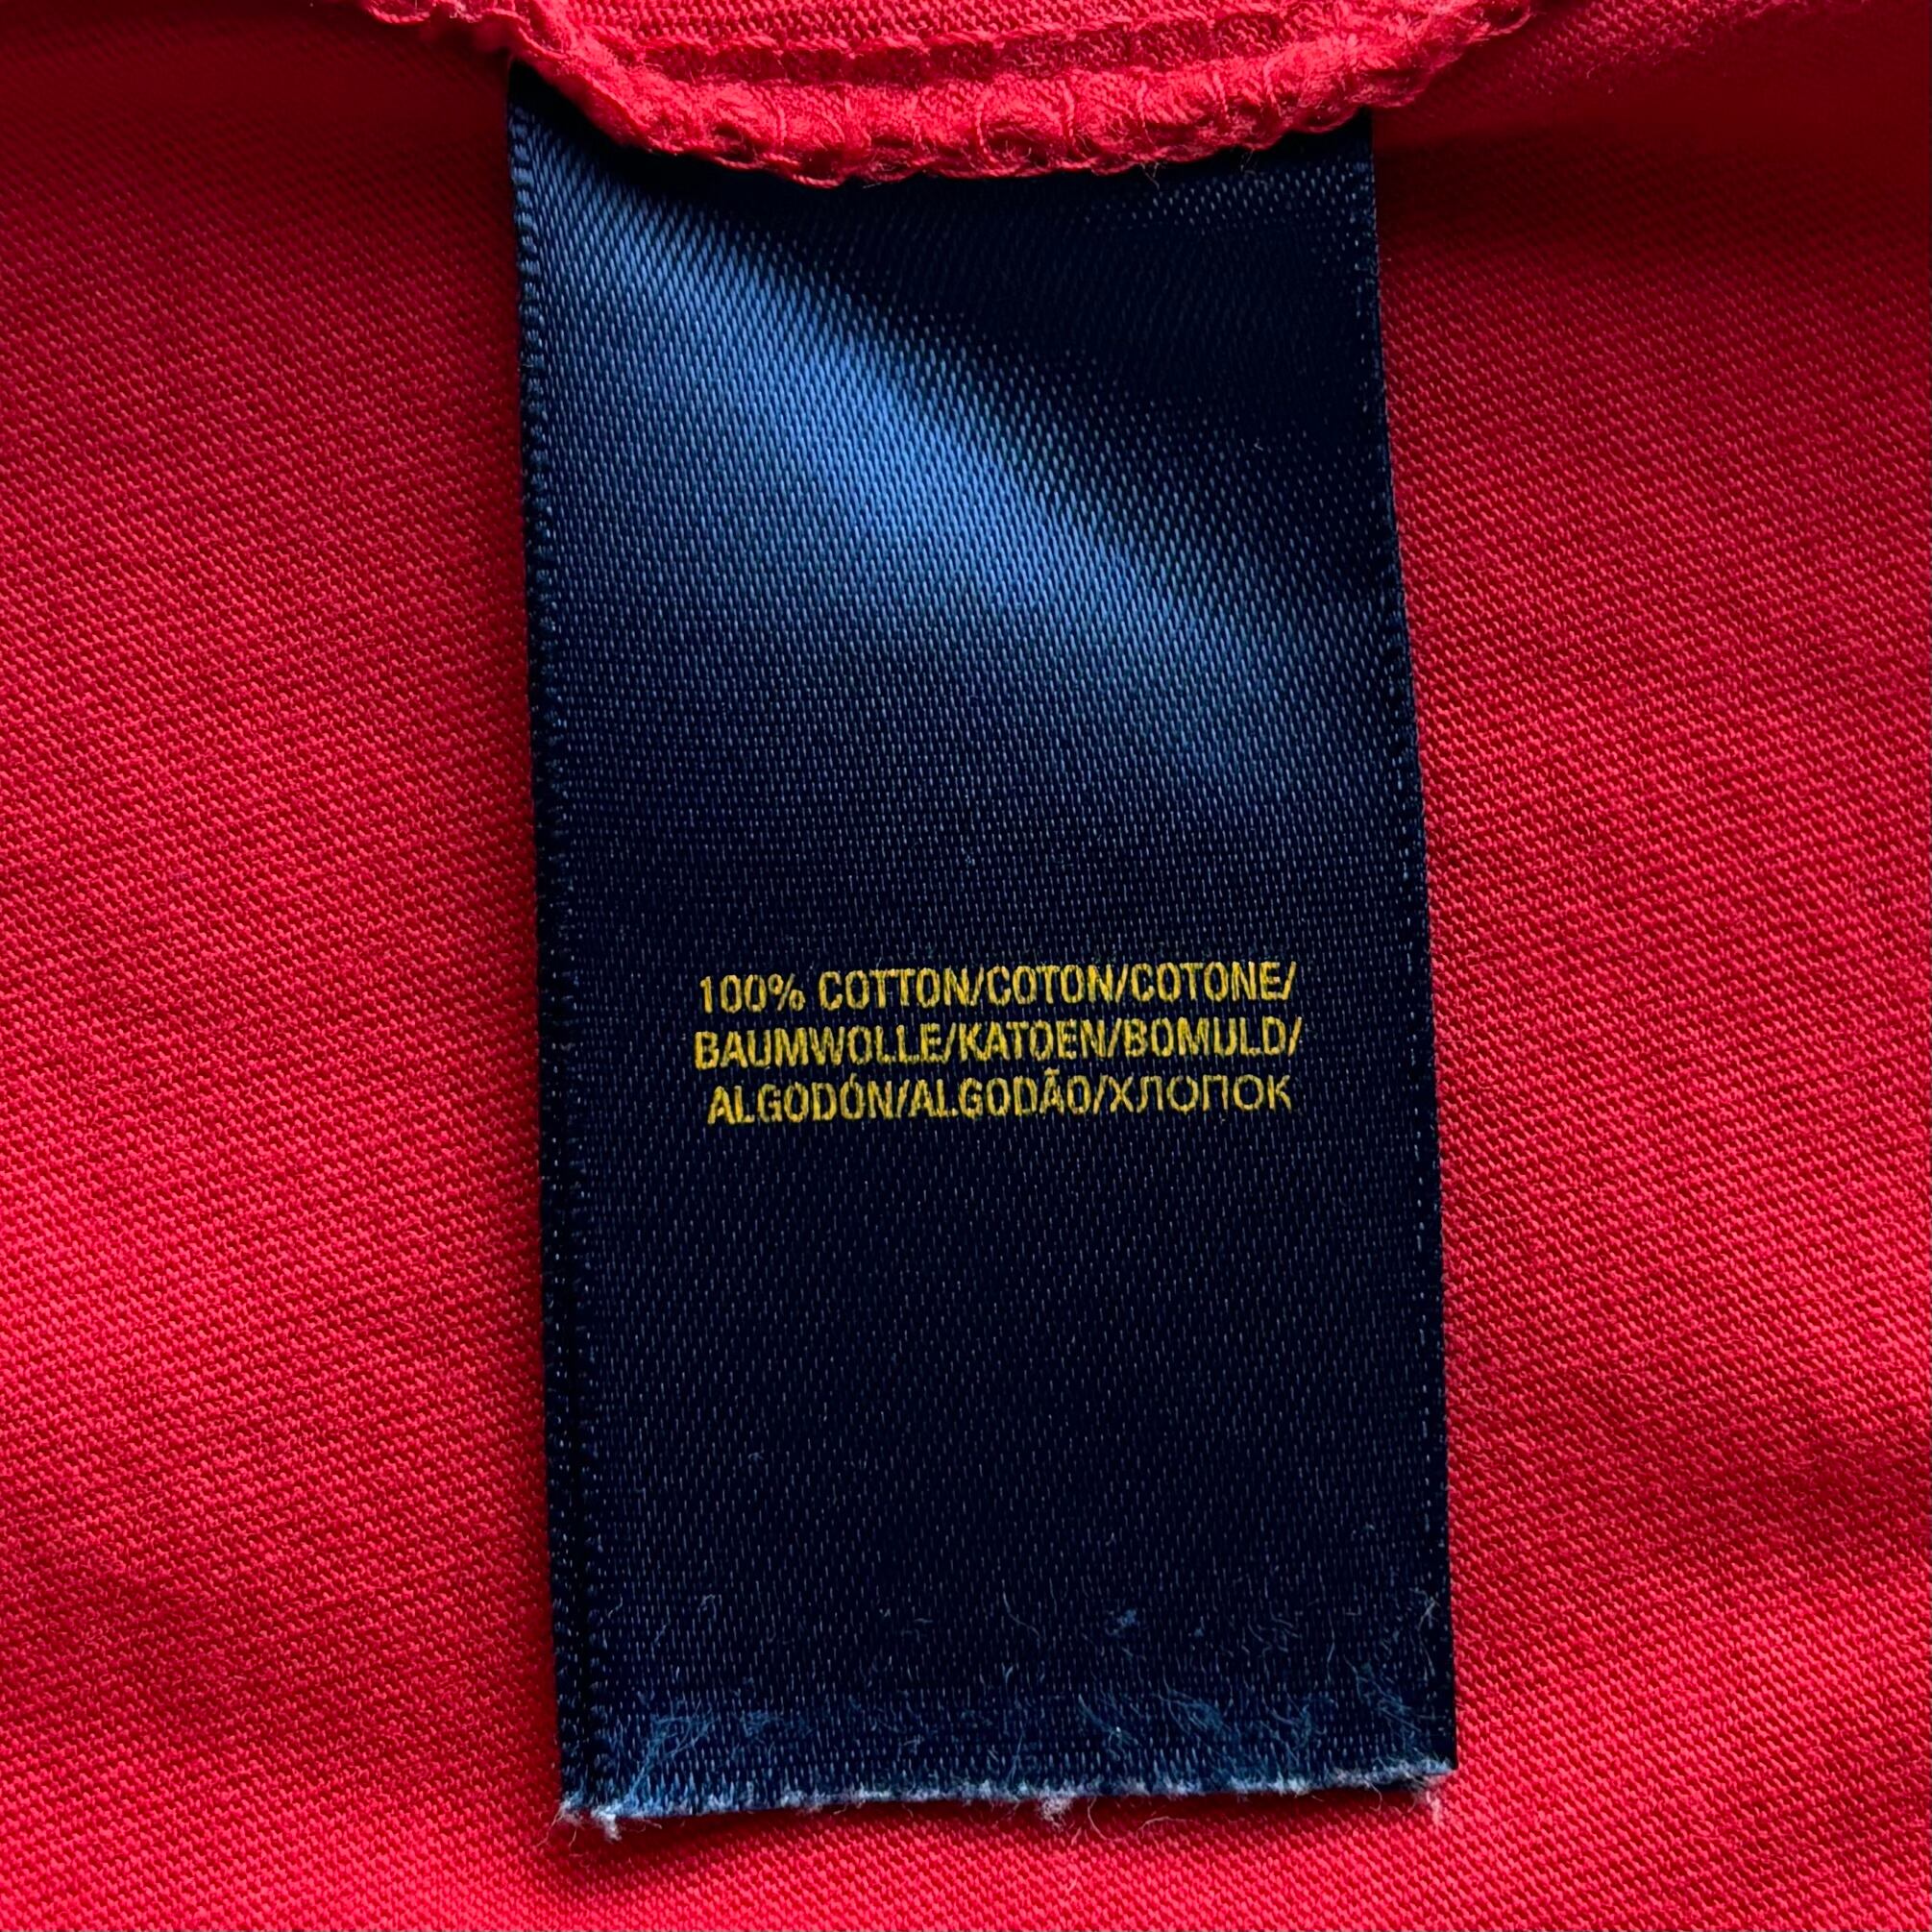 100% COTTON/COTON/COTONE/
BAUMWOLLE/KATOEN/BOMULD/
ALGODÓN/ALGODÃO/ХЛОПОК